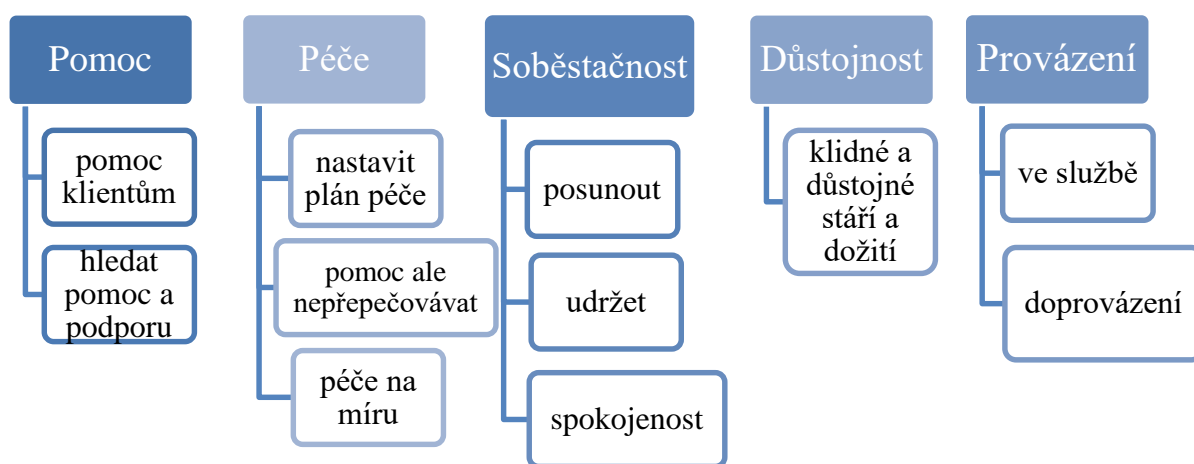 Pomoc
pomoc
klientům
hledat
pomoc a
podporu
Péče
nastavit
plán péče
pomoc ale
nepřepečovávat
péče na
míru
Soběstačnost
posunout
udržet
spokojenost
Důstojnost
klidné a
důstojné
stáří a
dožití
Provázení
ve službě
doprovázení